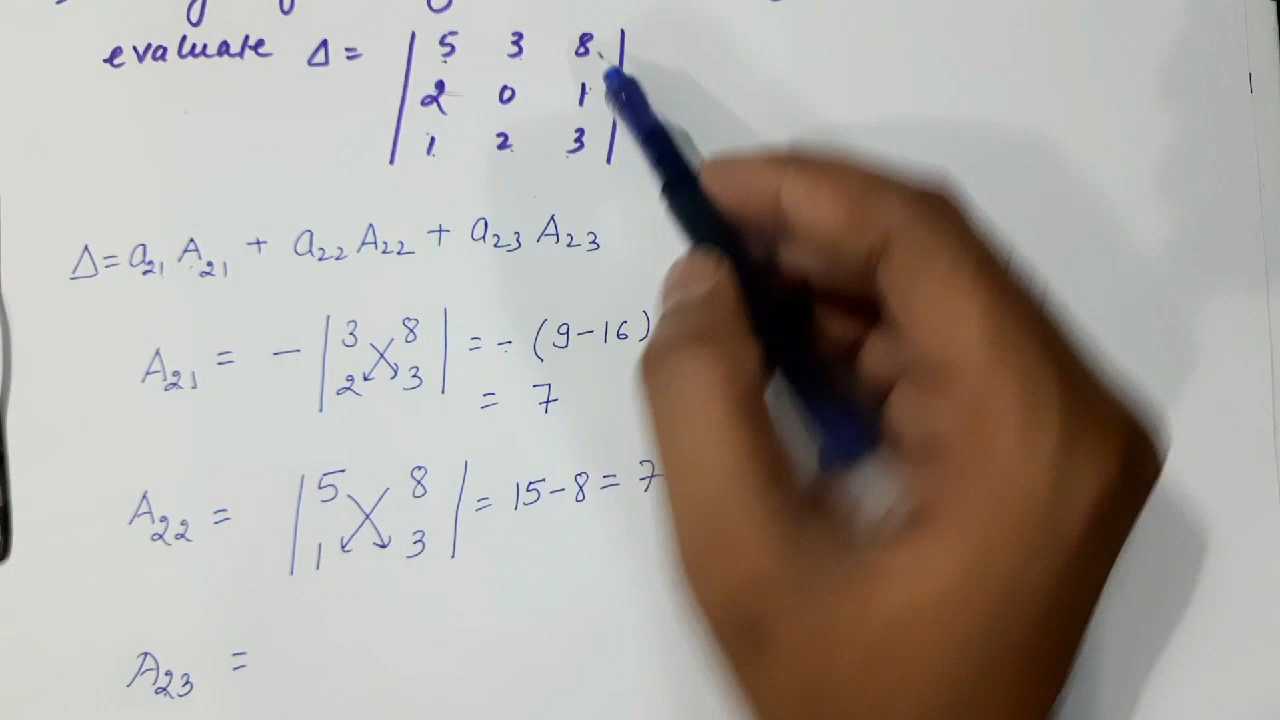 evaluate Δ = | 5 3 8 |
| 2 0 1 |
| 1 2 3 |
Δ = a₂₁ A₂₁ + a₂₂ A₂₂ + a₂₃ A₂₃
A₂₁ = - | 3 8 | = - (9-16)
| 2 3 |
= 7
A₂₂ = | 5 8 | = 15-8 = 7
| 1 3 |
A₂₃ =